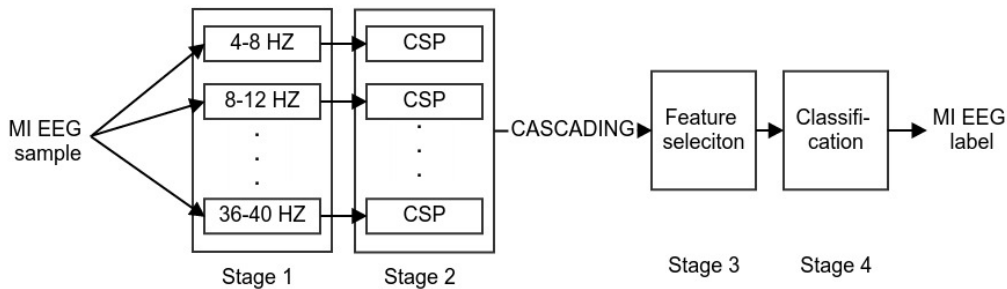 4-8 HZ
CSP
8-12 HZ
CSP
MI EEG
sample
CASCADING
Feature
seleciton
Classifi-
cation
MI EEG
label
36-40 HZ
CSP
Stage 1
Stage 2
Stage 3
Stage 4